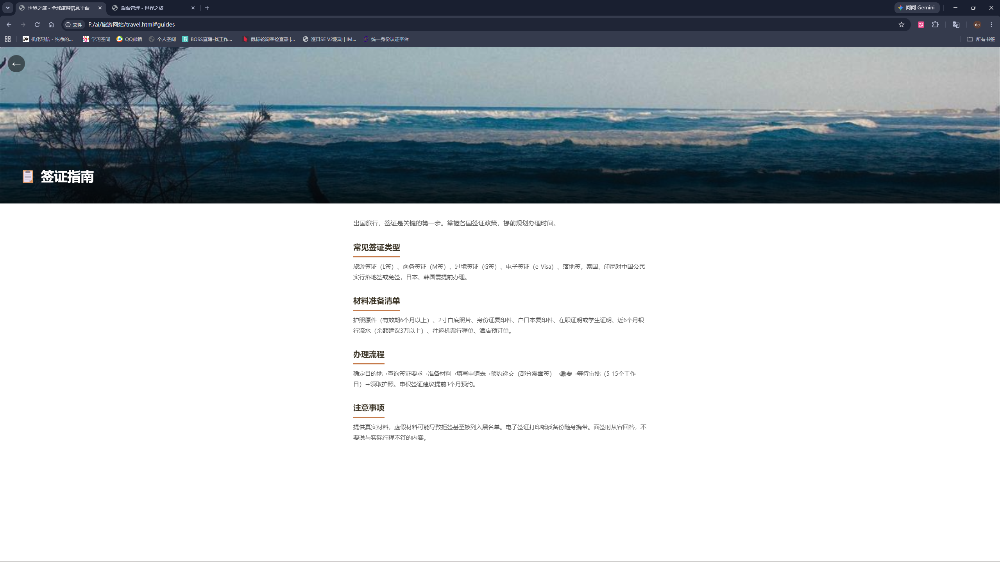 世界之旅 - 全球旅游信息平台
后台管理 - 世界之旅
问问 Gemini
文件
F:/ai/旅游网站/travel.html#guides
dc
机佬导航 - 纯净的...
学习空间
QQ邮箱
个人空间
BOSS直聘-找工作...
鼠标轮询率检查器 |...
逐日SE V2驱动 | IM...
统一身份认证平台
所有书签
签证指南
出国旅行，签证是关键的第一步。掌握各国签证政策，提前规划办理时间。
常见签证类型
旅游签证（L签）、商务签证（M签）、过境签证（G签）、电子签证（e-Visa）、落地签。泰国、印尼对中国公民
实行落地签或免签，日本、韩国需提前办理。
材料准备清单
护照原件（有效期6个月以上）、2寸白底照片、身份证复印件、户口本复印件、在职证明或学生证明、近6个月银
行流水（余额建议3万以上）、往返机票行程单、酒店预订单。
办理流程
确定目的地→查询签证要求→准备材料→填写申请表→预约递交（部分需面签）→缴费→等待审批（5-15个工作
日）→领取护照。申根签证建议提前3个月预约。
注意事项
提供真实材料，虚假材料可能导致拒签甚至被列入黑名单。电子签证打印纸质备份随身携带。面签时从容回答，不
要说与实际行程不符的内容。